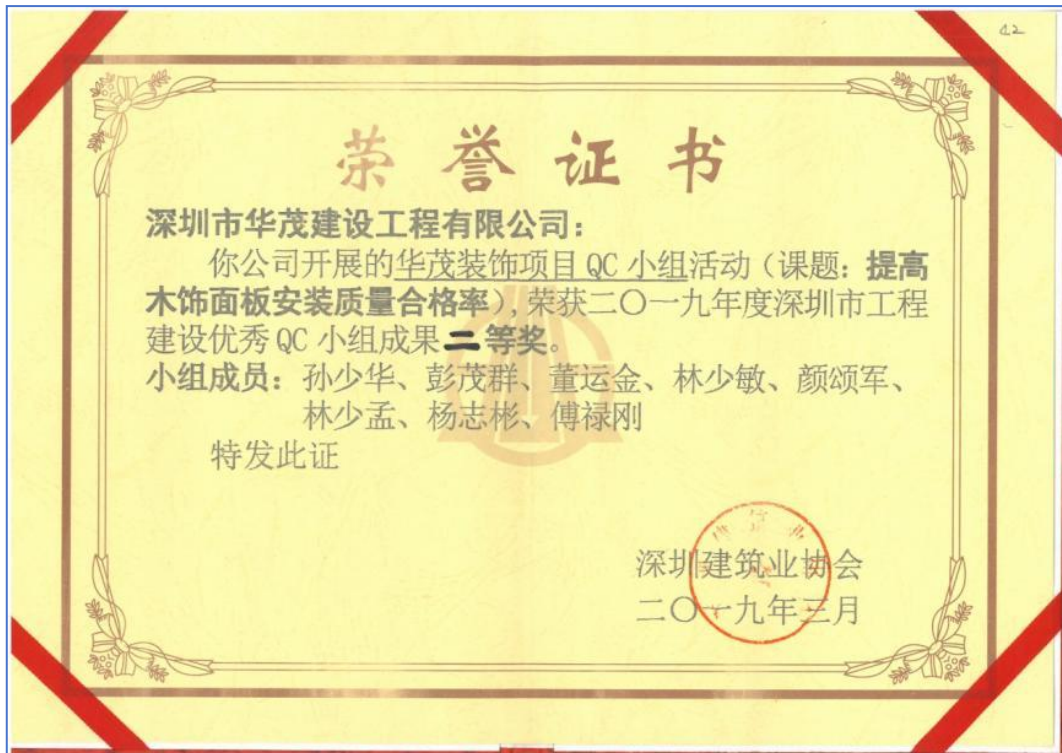 荣誉证书
深圳市华茂建设工程有限公司：
你公司开展的华茂装饰项目QC小组活动（课题：提高
木饰面板安装质量合格率），荣获二〇一九年度深圳市工程
建设优秀QC小组成果二等奖。
小组成员：孙少华、彭茂群、董运金、林少敏、颜颂军、
林少孟、杨志彬、傅禄刚
特发此证
深圳建筑业协会
二〇一九年三月